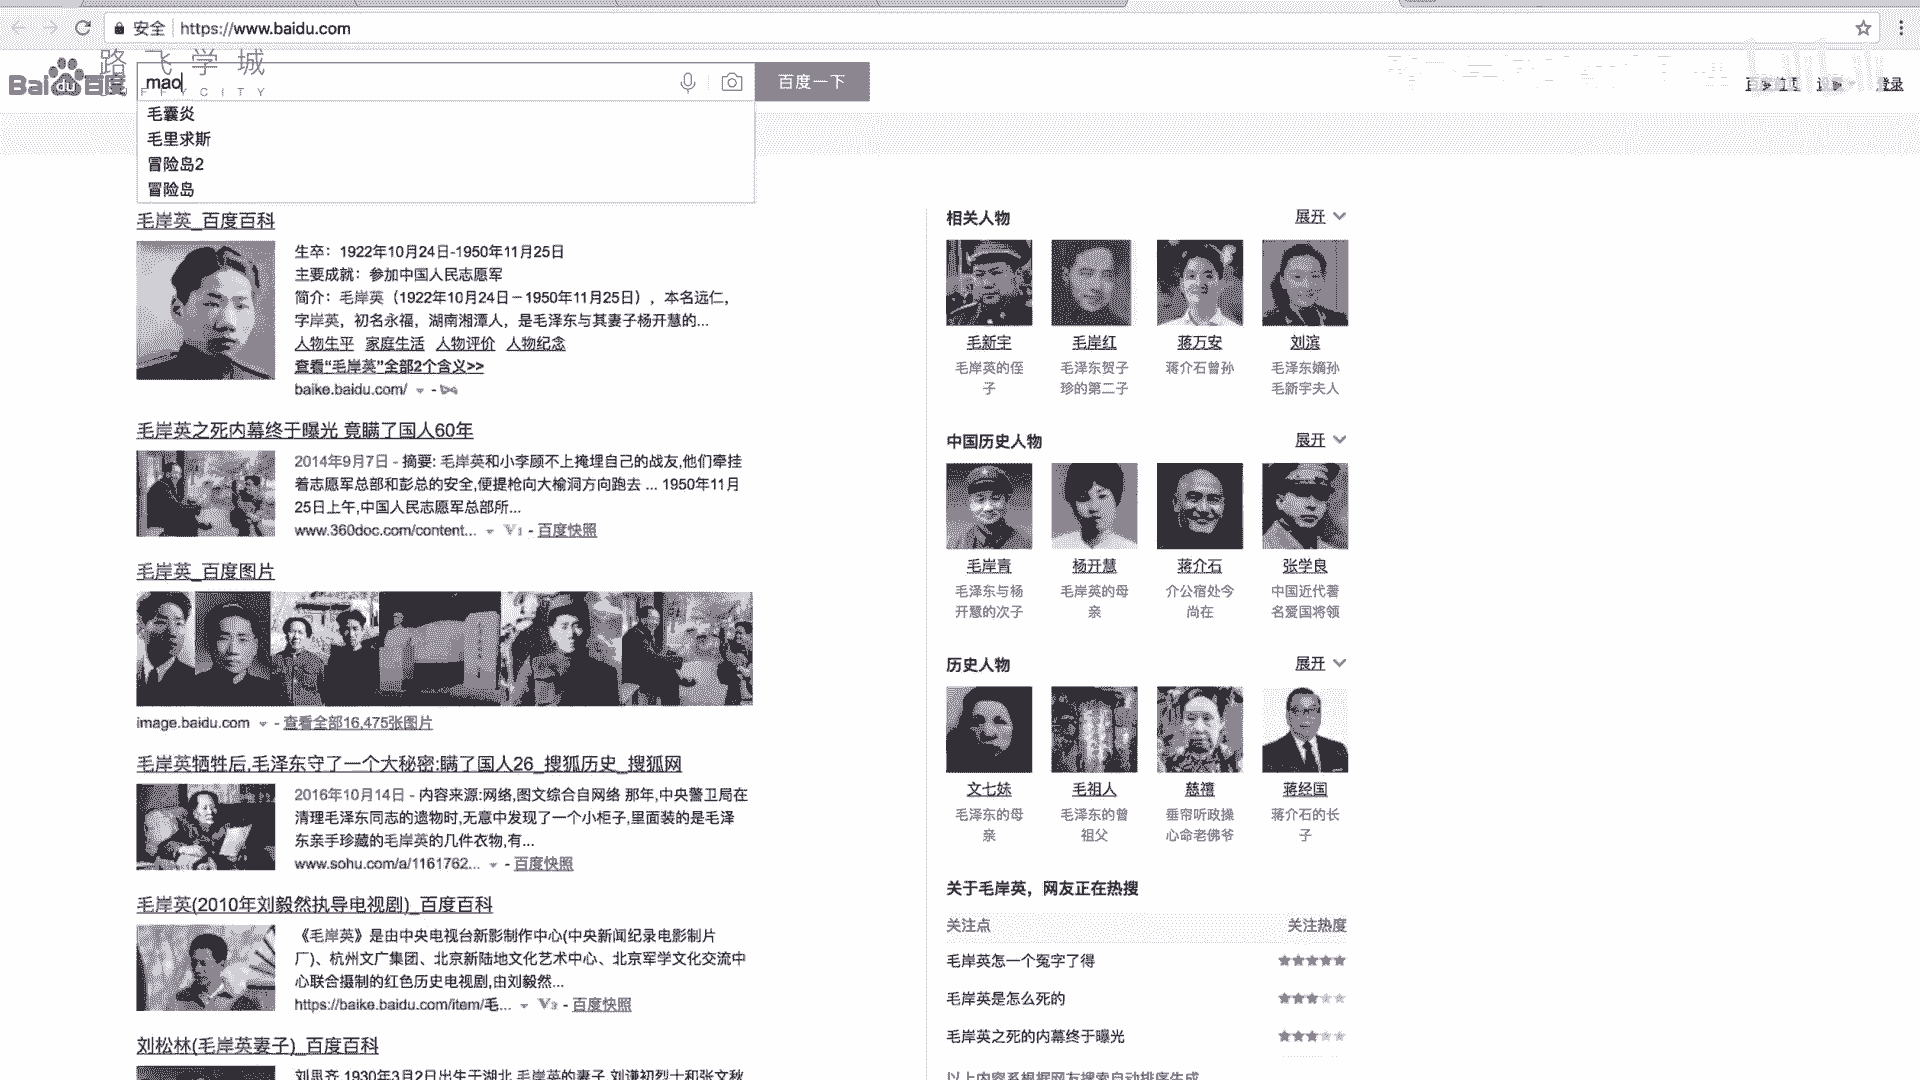 安全 https://www.baidu.com
路飞学城
Bai du 百度
mao
百度一下
登录
毛囊炎
毛里求斯
冒险岛2
冒险岛
毛岸英_百度百科
生卒：1922年10月24日-1950年11月25日
主要成就：参加中国人民志愿军
简介：毛岸英（1922年10月24日－1950年11月25日），本名远仁，
字岸英，初名永福，湖南湘潭人，是毛泽东与其妻子杨开慧的...
人物生平 家庭生活 人物评价 人物纪念
查看“毛岸英”全部2个含义>>
baike.baidu.com/
毛岸英之死内幕终于曝光 竟瞒了国人60年
2014年9月7日 - 摘要: 毛岸英和小李顾不上掩埋自己的战友,他们牵挂
着志愿军总部和彭总的安全,便提枪向大榆洞方向跑去 ... 1950年11月
25日上午,中国人民志愿军总部所...
www.360doc.com/content... - 百度快照
毛岸英_百度图片
image.baidu.com - 查看全部16,475张图片
毛岸英牺牲后,毛泽东守了一个大秘密:瞒了国人26_搜狐历史_搜狐网
2016年10月14日 - 内容来源:网络,图文综合自网络 那年,中央警卫局在
清理毛泽东同志的遗物时,无意中发现了一个小柜子,里面装的是毛泽
东亲手珍藏的毛岸英的几件衣物,有...
www.sohu.com/a/1161762... - 百度快照
毛岸英(2010年刘毅然执导电视剧)_百度百科
《毛岸英》是由中央电视台新影制作中心(中央新闻纪录电影制片
厂)、杭州文广集团、北京新陆地文化艺术中心、北京军学文化交流中
心联合摄制的红色历史电视剧,由刘毅然...
https://baike.baidu.com/item/毛... - 百度快照
刘松林(毛岸英妻子)_百度百科
刘思齐,1930年3月2日出生于湖北,毛岸英的妻子,刘谦初烈士和张文秋
相关人物 展开
毛新宇 毛岸红 蒋万安 刘滨
毛岸英的侄 毛泽东贺子 蒋介石曾孙 毛泽东嫡孙
子 珍的第二子 毛新宇夫人
中国历史人物 展开
毛岸青 杨开慧 蒋介石 张学良
毛泽东与杨 毛岸英的母 介公宿处今 中国近代著
开慧的次子 亲 尚在 名爱国将领
历史人物 展开
文七妹 毛祖人 慈禧 蒋经国
毛泽东的母 毛泽东的曾 垂帘听政操 蒋介石的长
亲 祖父 心命老佛爷 子
关于毛岸英，网友正在热搜
关注点 关注热度
毛岸英怎一个冤字了得
毛岸英是怎么死的
毛岸英之死的内幕终于曝光
以上内容系根据网友搜索自动排序生成